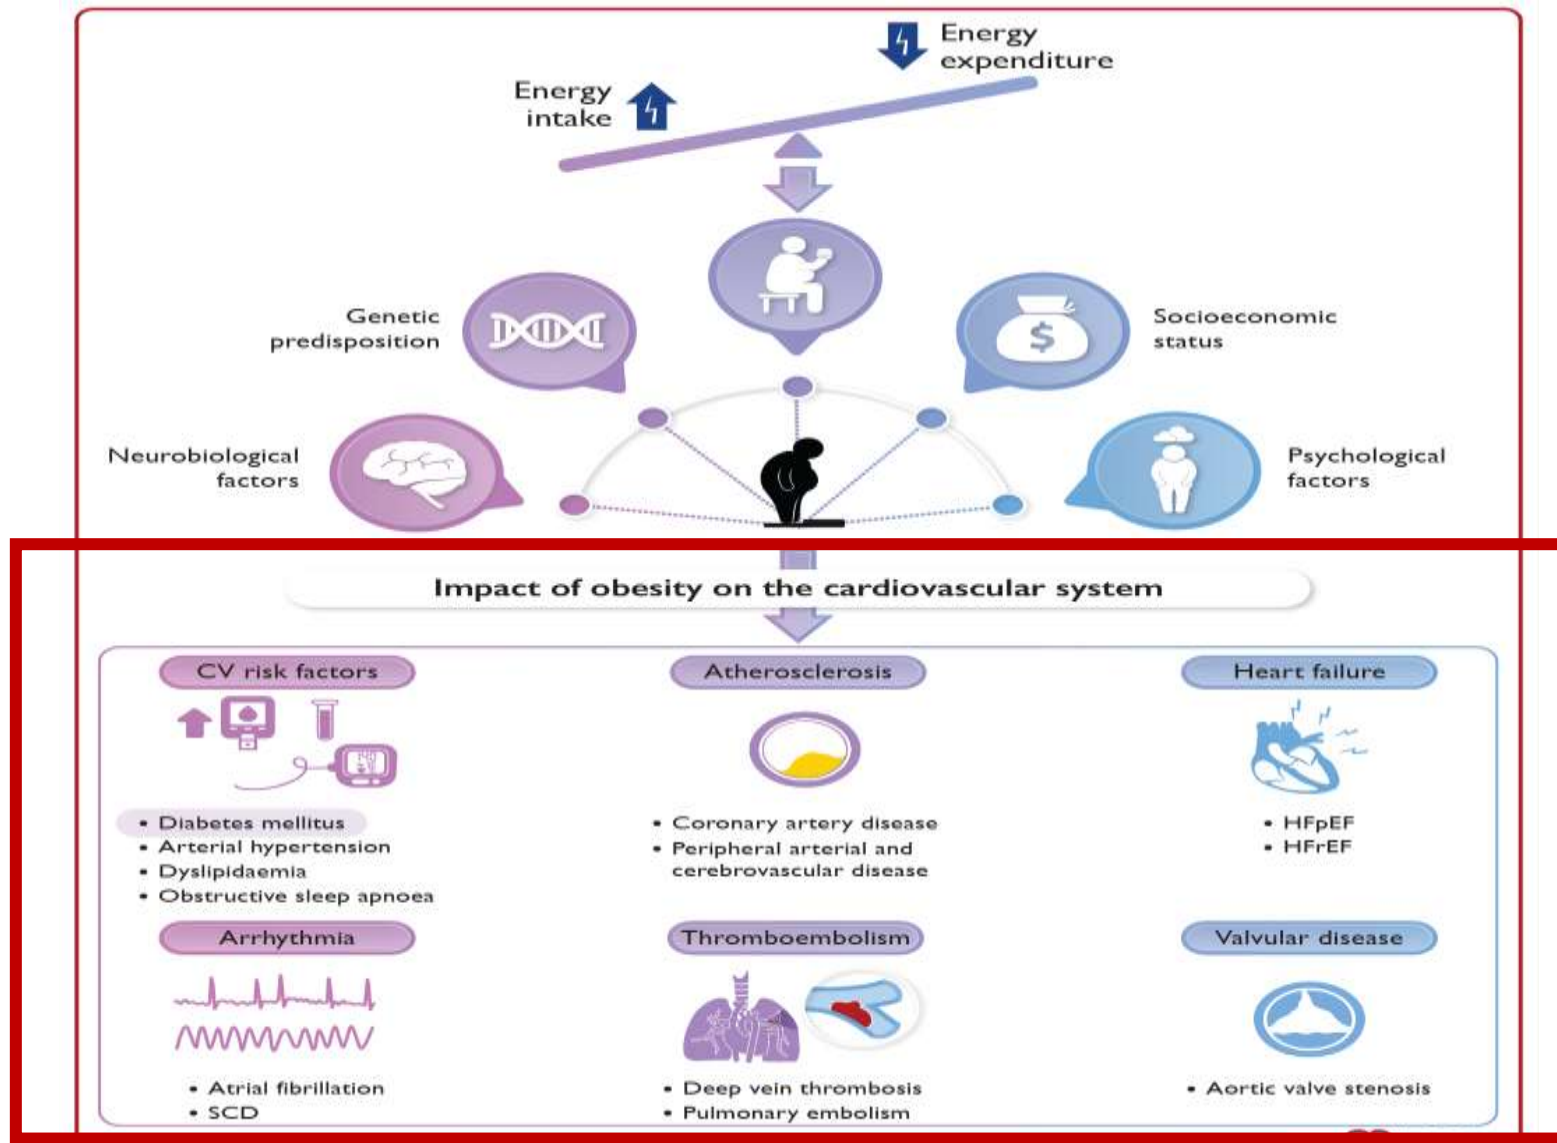 Energy
expenditure
Energy
intake
Genetic
predisposition
Socioeconomic
status
$
Neurobiological
factors
Psychological
factors
Impact of obesity on the cardiovascular system
CV risk factors
• Diabetes mellitus
• Arterial hypertension
• Dyslipidaemia
• Obstructive sleep apnoea
Atherosclerosis
• Coronary artery disease
• Peripheral arterial and
cerebrovascular disease
Heart failure
• HFpEF
• HFrEF
Arrhythmia
• Atrial fibrillation
• SCD
Thromboembolism
• Deep vein thrombosis
• Pulmonary embolism
Valvular disease
• Aortic valve stenosis